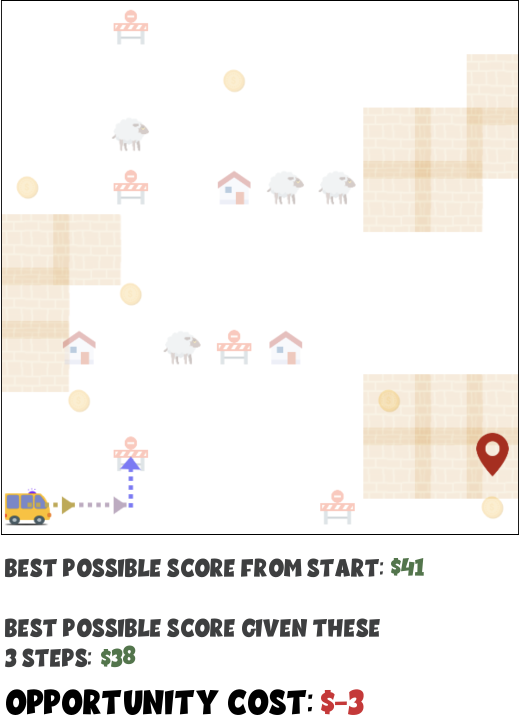 BEST POSSIBLE SCORE FROM START: $41
BEST POSSIBLE SCORE GIVEN THESE
3 STEPS: $38
OPPORTUNITY COST: $-3